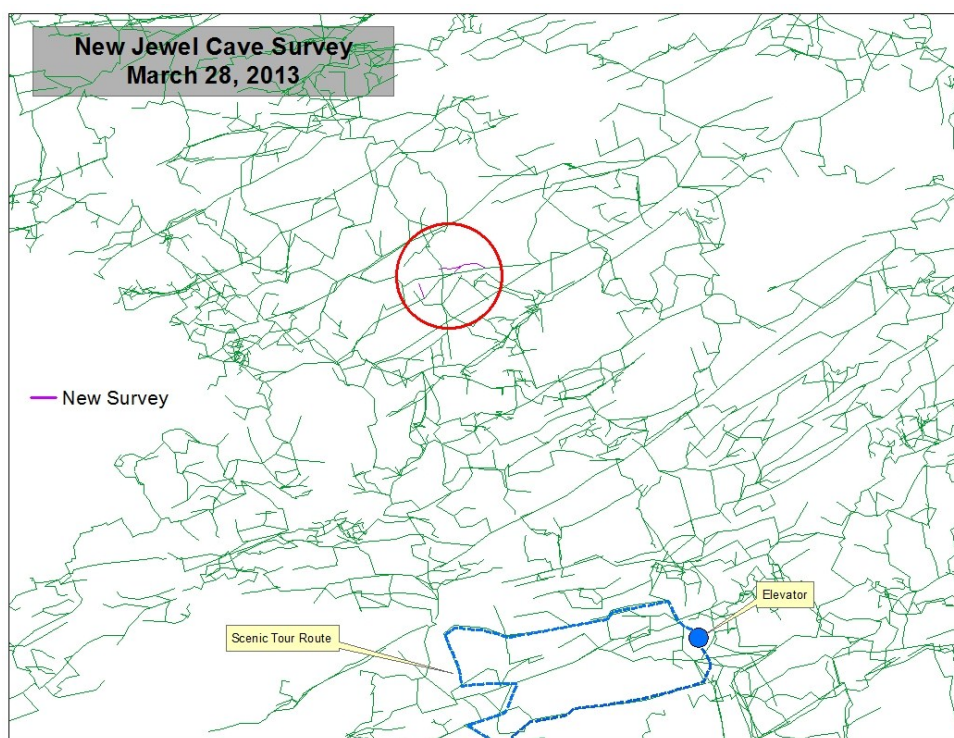 New Jewel Cave Survey
March 28, 2013
New Survey
Elevator
Scenic Tour Route